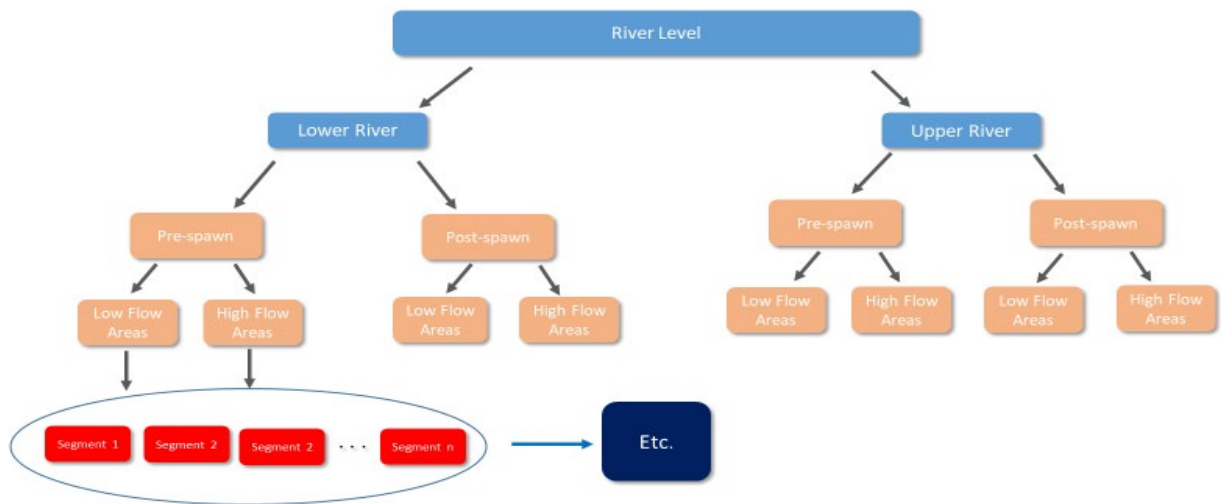 River Level
Lower River
Upper River
Pre-spawn
Post-spawn
Pre-spawn
Post-spawn
Low Flow
Areas
High Flow
Areas
Low Flow
Areas
High Flow
Areas
Low Flow
Areas
High Flow
Areas
Low Flow
Areas
High Flow
Areas
Segment 1
Segment 2
Segment 2
. . .
Segment n
Etc.